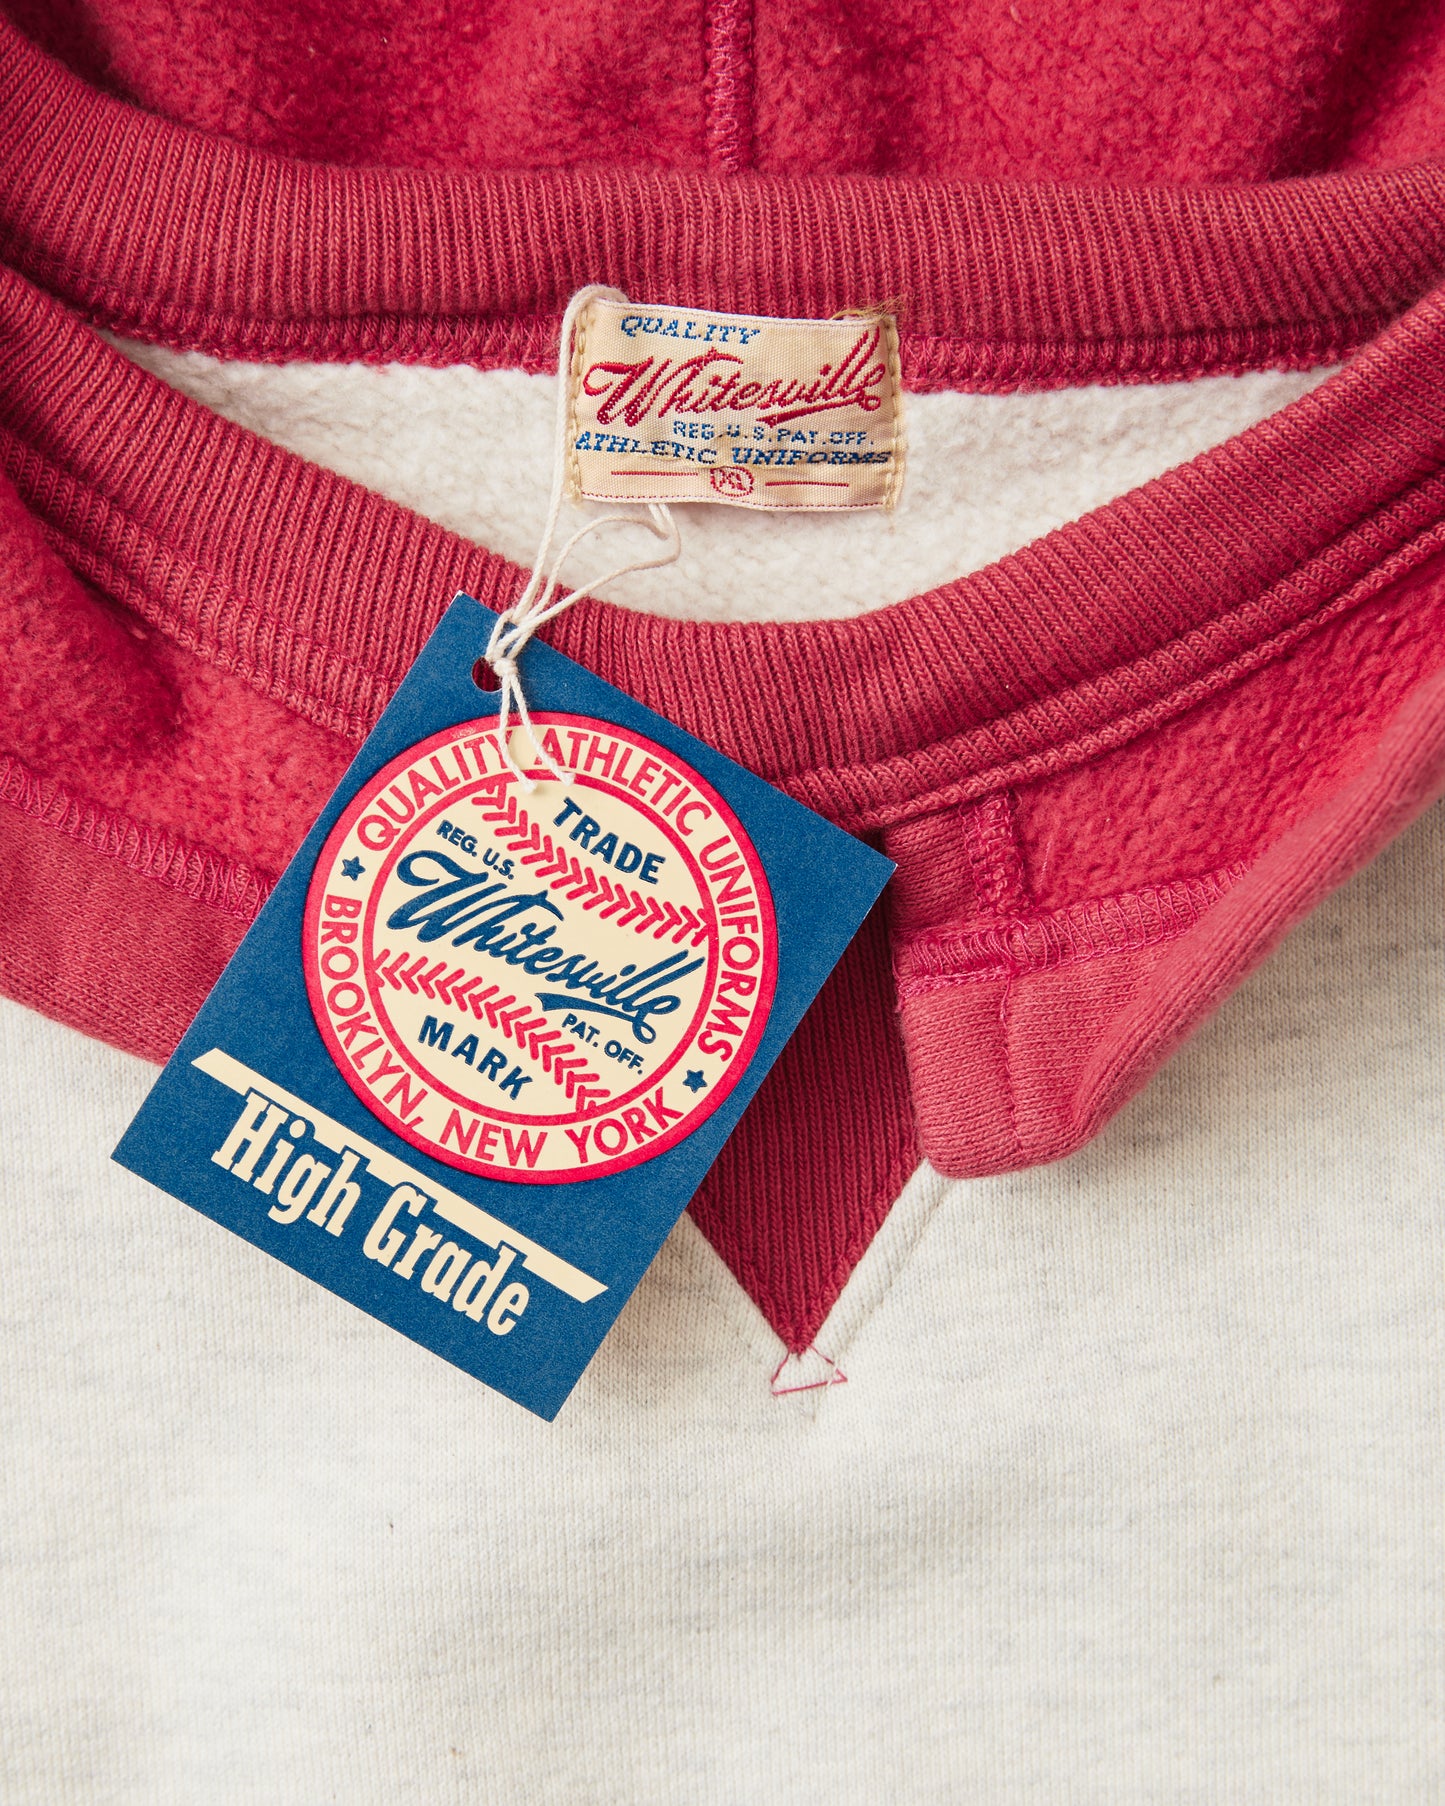 QUALITY
Whitesville
REG. U.S. PAT. OFF.
ATHLETIC UNIFORMS
XL
QUALITY ATHLETIC UNIFORMS
TRADE
REG. U.S.
Whitesville
PAT. OFF.
MARK
BROOKLYN, NEW YORK
High Grade